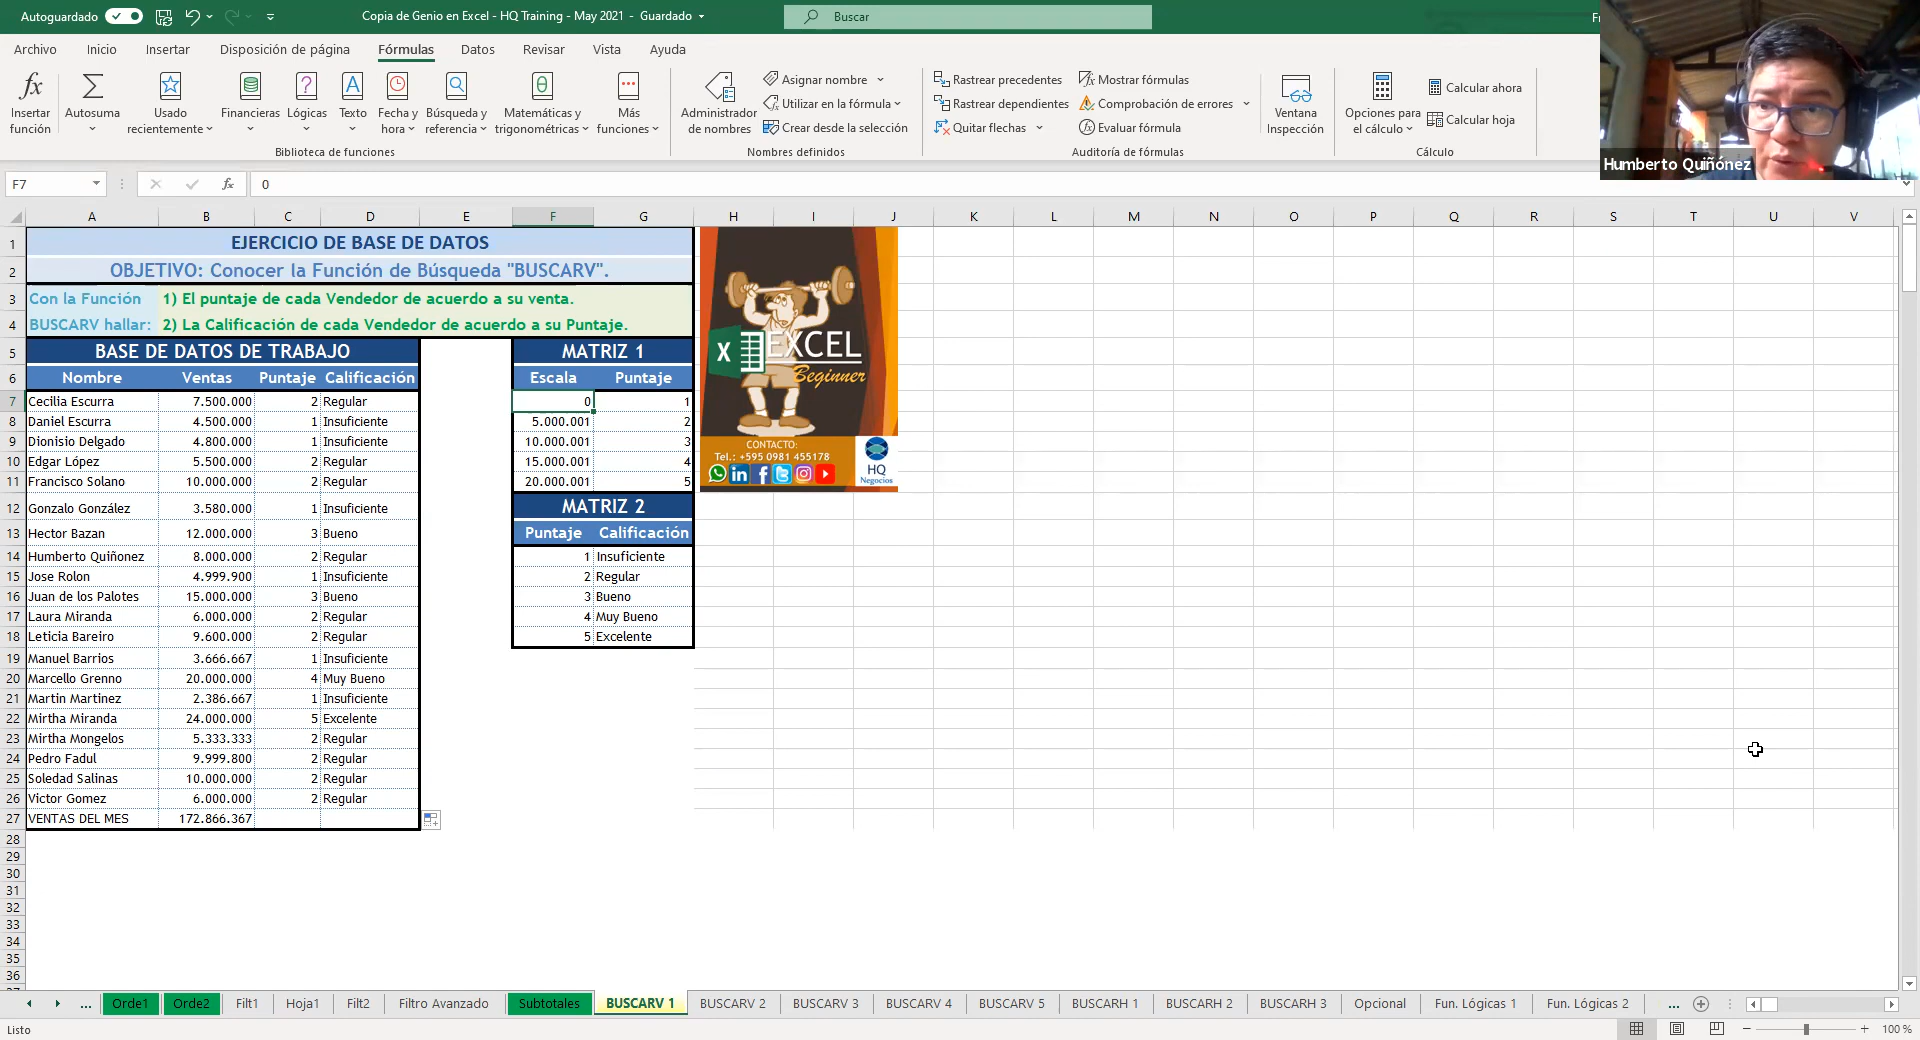 Autoguardado
Copia de Genio en Excel - HQ Training - May 2021 - Guardado
Buscar
Archivo Inicio Insertar Disposición de página Fórmulas Datos Revisar Vista Ayuda
Insertar función
Autosuma
Usado recientemente
Financieras
Lógicas
Texto
Fecha y hora
Búsqueda y referencia
Matemáticas y trigonométricas
Más funciones
Biblioteca de funciones
Administrador de nombres
Asignar nombre
Utilizar en la fórmula
Crear desde la selección
Nombres definidos
Rastrear precedentes
Rastrear dependientes
Quitar flechas
Mostrar fórmulas
Comprobación de errores
Evaluar fórmula
Auditoría de fórmulas
Ventana Inspección
Opciones para el cálculo
Calcular ahora
Calcular hoja
Cálculo
Humberto Quiñónez
F7 fx 0
A B C D E F G H I J K L M N O P Q R S T U V
1 EJERCICIO DE BASE DE DATOS
2 OBJETIVO: Conocer la Función de Búsqueda "BUSCARV".
3 Con la Función 1) El puntaje de cada Vendedor de acuerdo a su venta.
4 BUSCARV hallar: 2) La Calificación de cada Vendedor de acuerdo a su Puntaje.
5 BASE DE DATOS DE TRABAJO MATRIZ 1
6 Nombre Ventas Puntaje Calificación Escala Puntaje
7 Cecilia Escurra 7.500.000 2 Regular 0 1
8 Daniel Escurra 4.500.000 1 Insuficiente 5.000.001 2
9 Dionisio Delgado 4.800.000 1 Insuficiente 10.000.001 3
10 Edgar López 5.500.000 2 Regular 15.000.001 4
11 Francisco Solano 10.000.000 2 Regular 20.000.001 5
12 Gonzalo González 3.580.000 1 Insuficiente MATRIZ 2
13 Hector Bazan 12.000.000 3 Bueno Puntaje Calificación
14 Humberto Quiñonez 8.000.000 2 Regular 1 Insuficiente
15 Jose Rolon 4.999.900 1 Insuficiente 2 Regular
16 Juan de los Palotes 15.000.000 3 Bueno 3 Bueno
17 Laura Miranda 6.000.000 2 Regular 4 Muy Bueno
18 Leticia Bareiro 9.600.000 2 Regular 5 Excelente
19 Manuel Barrios 3.666.667 1 Insuficiente
20 Marcello Grenno 20.000.000 4 Muy Bueno
21 Martin Martinez 2.386.667 1 Insuficiente
22 Mirtha Miranda 24.000.000 5 Excelente
23 Mirtha Mongelos 5.333.333 2 Regular
24 Pedro Fadul 9.999.800 2 Regular
25 Soledad Salinas 10.000.000 2 Regular
26 Victor Gomez 6.000.000 2 Regular
27 VENTAS DEL MES 172.866.367
28
29
30
31
32
33
34
35
36
X EXCEL
Beginner
CONTACTO:
Tel.: +595 0981 455178
HQ
Negocios
... Orde1 Orde2 Filt1 Hoja1 Filt2 Filtro Avanzado Subtotales BUSCARV 1 BUSCARV 2 BUSCARV 3 BUSCARV 4 BUSCARV 5 BUSCARH 1 BUSCARH 2 BUSCARH 3 Opcional Fun. Lógicas 1 Fun. Lógicas 2 ...
Listo
100 %